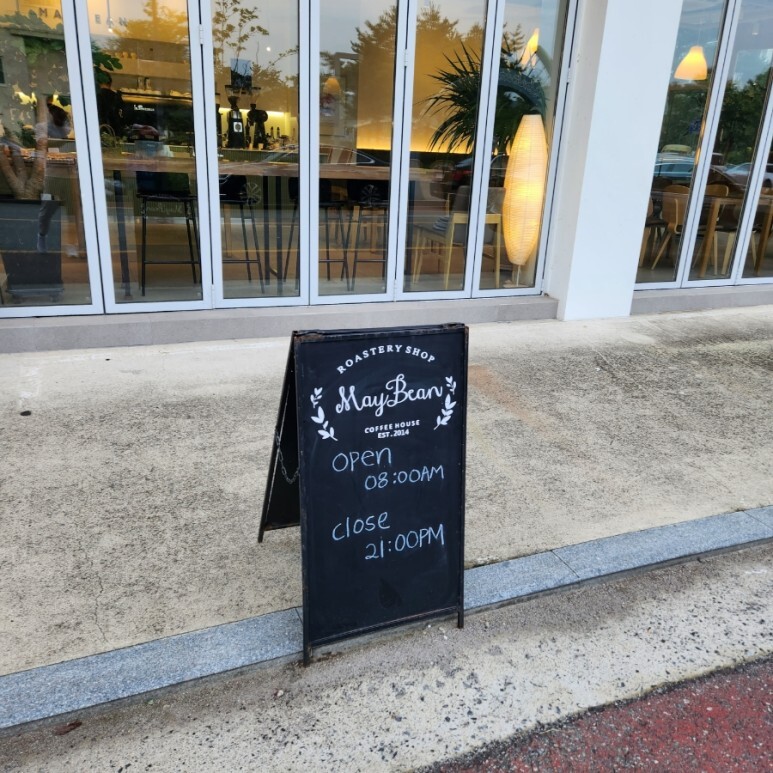 ROASTERY SHOP
MayBean
COFFEE HOUSE
EST. 2014
OPEn
08:00AM
close
21:00PM